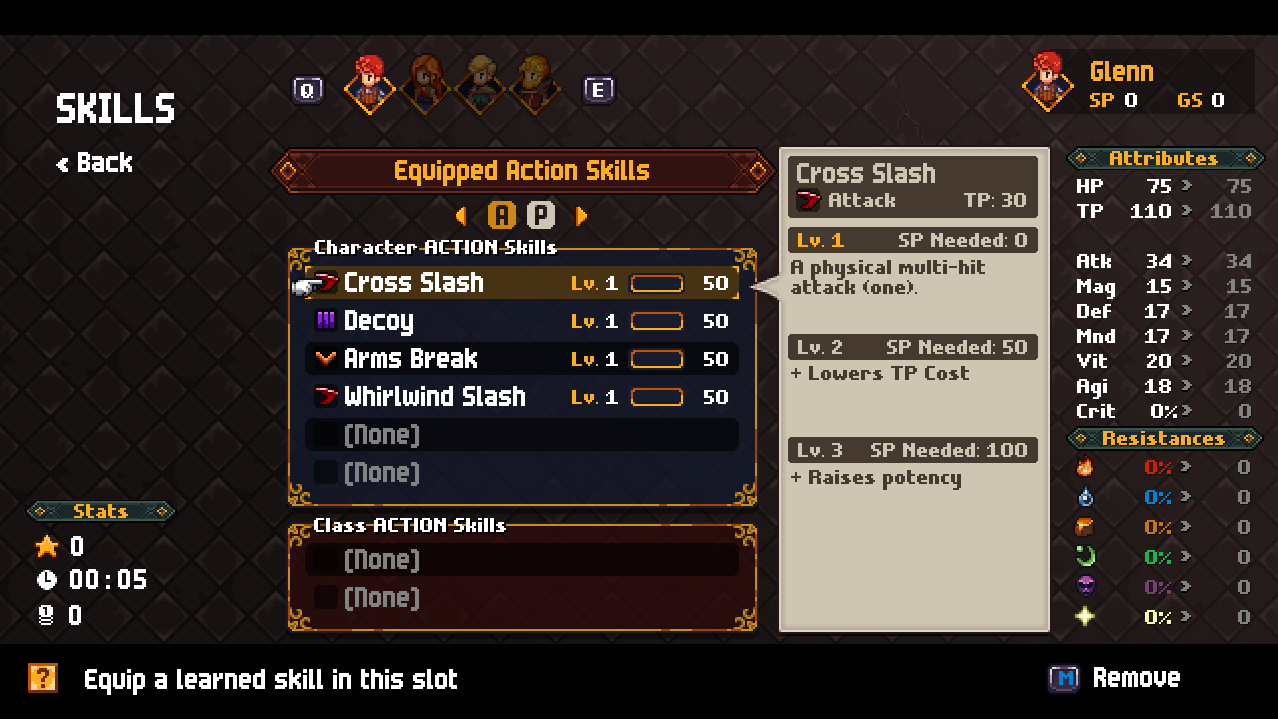 SKILLS
Back
Q
E
Glenn
SP 0 GS 0
Equipped Action Skills
A P
Character ACTION Skills
Cross Slash Lv. 1 50
Decoy Lv. 1 50
Arms Break Lv. 1 50
Whirlwind Slash Lv. 1 50
(None)
(None)
Class ACTION Skills
(None)
(None)
Cross Slash
Attack TP: 30
Lv. 1 SP Needed: 0
A physical multi-hit
attack (one).
Lv. 2 SP Needed: 50
+ Lowers TP Cost
Lv. 3 SP Needed: 100
+ Raises potency
Attributes
HP 75 75
TP 110 110
Atk 34 34
Mag 15 15
Def 17 17
Mnd 17 17
Vit 20 20
Agi 18 18
Crit 0% 0
Resistances
0% 0
0% 0
0% 0
0% 0
0% 0
0% 0
Stats
0
00:05
0
? Equip a learned skill in this slot
M Remove